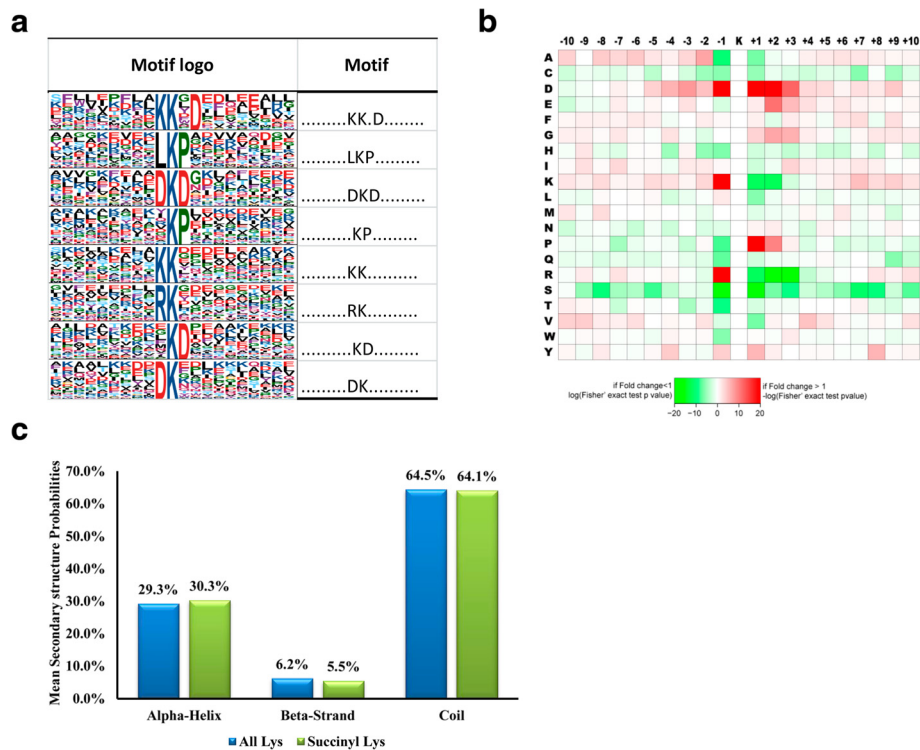 a
Motif logo Motif
.........KK.D........
.........LKP.........
.........DKD.........
..........KP.........
.........KK..........
.........RK..........
..........KD.........
.........DK..........
b
-10 -9 -8 -7 -6 -5 -4 -3 -2 -1 K +1 +2 +3 +4 +5 +6 +7 +8 +9 +10
A
C
D
E
F
G
H
I
K
L
M
N
P
Q
R
S
T
V
W
Y
if Fold change<1
log(Fisher' exact test p value)
if Fold change > 1
-log(Fisher' exact test pvalue)
-20 -10 0 10 20
c
Mean Secondary structure Probabilities
70.0%
60.0%
50.0%
40.0%
30.0%
20.0%
10.0%
0.0%
29.3% 30.3%
6.2% 5.5%
64.5% 64.1%
Alpha-Helix Beta-Strand Coil
All Lys Succinyl Lys